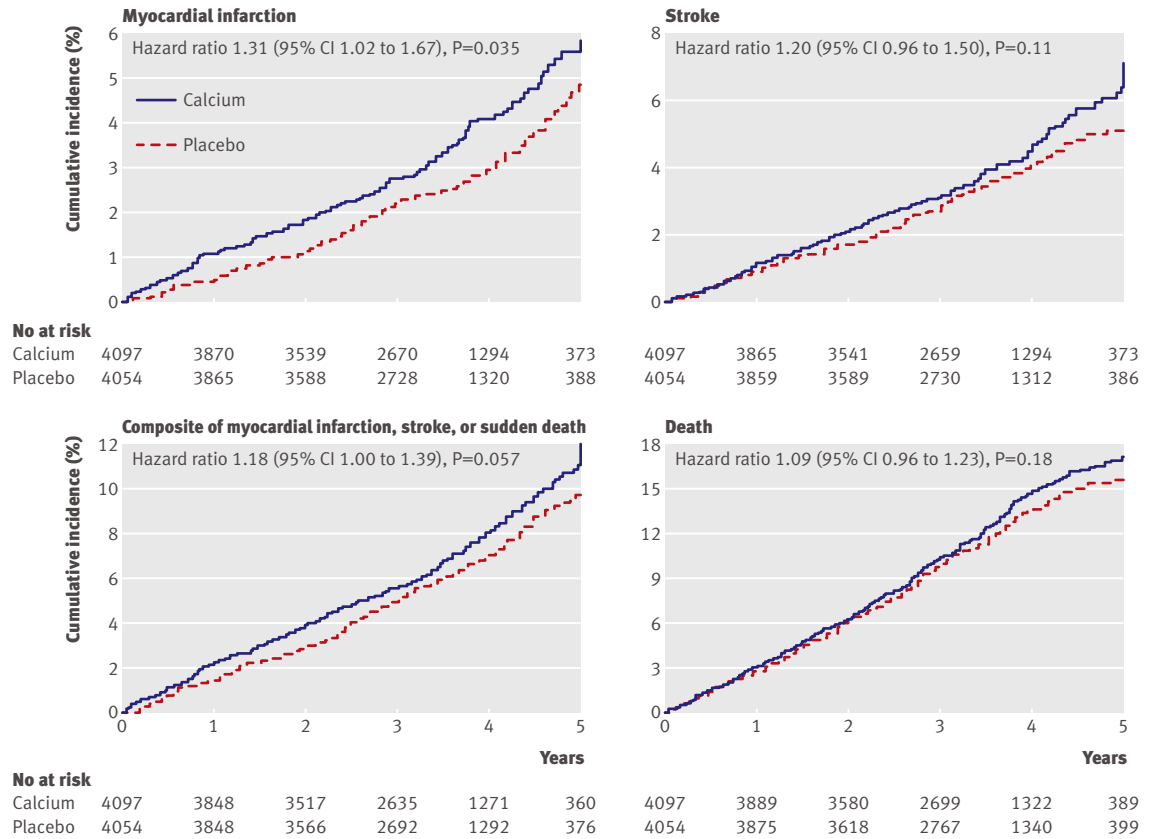 Myocardial infarction
Cumulative incidence (%)
6
5
4
3
2
1
0
Hazard ratio 1.31 (95% CI 1.02 to 1.67), P=0.035
Calcium
Placebo
Stroke
8
6
4
2
0
Hazard ratio 1.20 (95% CI 0.96 to 1.50), P=0.11
No at risk
Calcium 4097 3870 3539 2670 1294 373 4097 3865 3541 2659 1294 373
Placebo 4054 3865 3588 2728 1320 388 4054 3859 3589 2730 1312 386
Composite of myocardial infarction, stroke, or sudden death
Cumulative incidence (%)
12
10
8
6
4
2
0
Hazard ratio 1.18 (95% CI 1.00 to 1.39), P=0.057
0 1 2 3 4 5
Years
Death
18
15
12
9
6
3
0
Hazard ratio 1.09 (95% CI 0.96 to 1.23), P=0.18
0 1 2 3 4 5
Years
No at risk
Calcium 4097 3848 3517 2635 1271 360 4097 3889 3580 2699 1322 389
Placebo 4054 3848 3566 2692 1292 376 4054 3875 3618 2767 1340 399